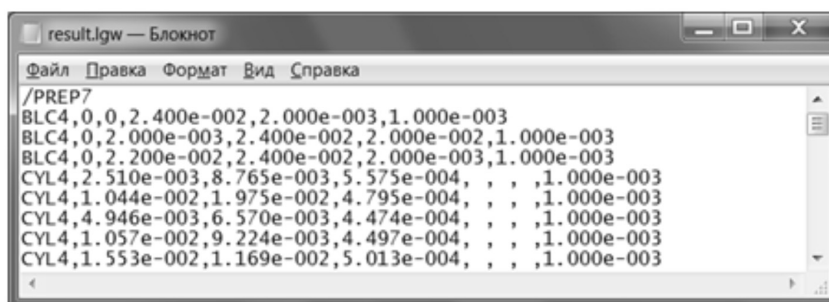 result.lgw — Блокнот
Файл Правка Формат Вид Справка
/PREP7
BLC4,0,0,2.400e-002,2.000e-003,1.000e-003
BLC4,0,2.000e-003,2.400e-002,2.000e-002,1.000e-003
BLC4,0,2.200e-002,2.400e-002,2.000e-003,1.000e-003
CYL4,2.510e-003,8.765e-003,5.575e-004, , , ,1.000e-003
CYL4,1.044e-002,1.975e-002,4.795e-004, , , ,1.000e-003
CYL4,4.946e-003,6.570e-003,4.474e-004, , , ,1.000e-003
CYL4,1.057e-002,9.224e-003,4.497e-004, , , ,1.000e-003
CYL4,1.553e-002,1.169e-002,5.013e-004, , , ,1.000e-003